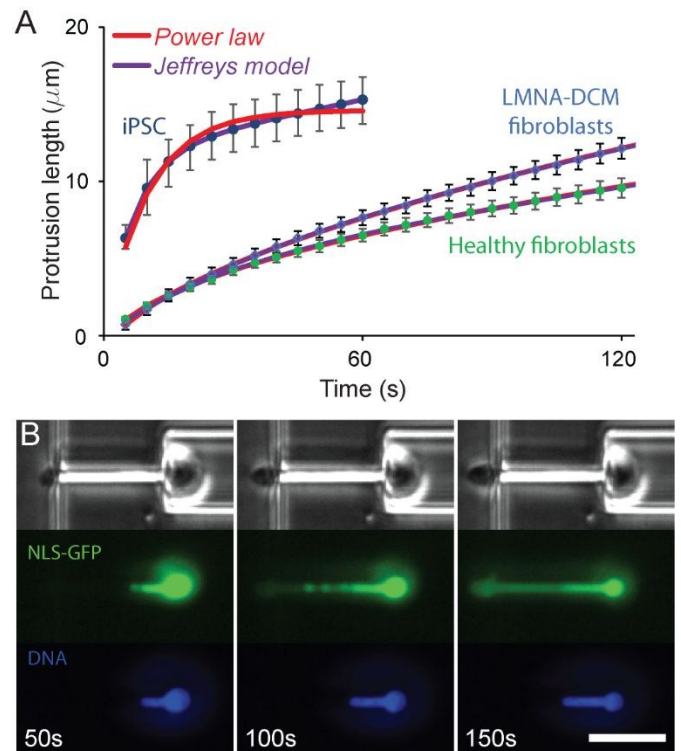 A
20
Power law
Jeffreys model
iPSC
LMNA-DCM
fibroblasts
10
Healthy fibroblasts
Protrusion length (μm)
0
0
60
120
Time (s)
B
NLS-GFP
DNA
50s
100s
150s